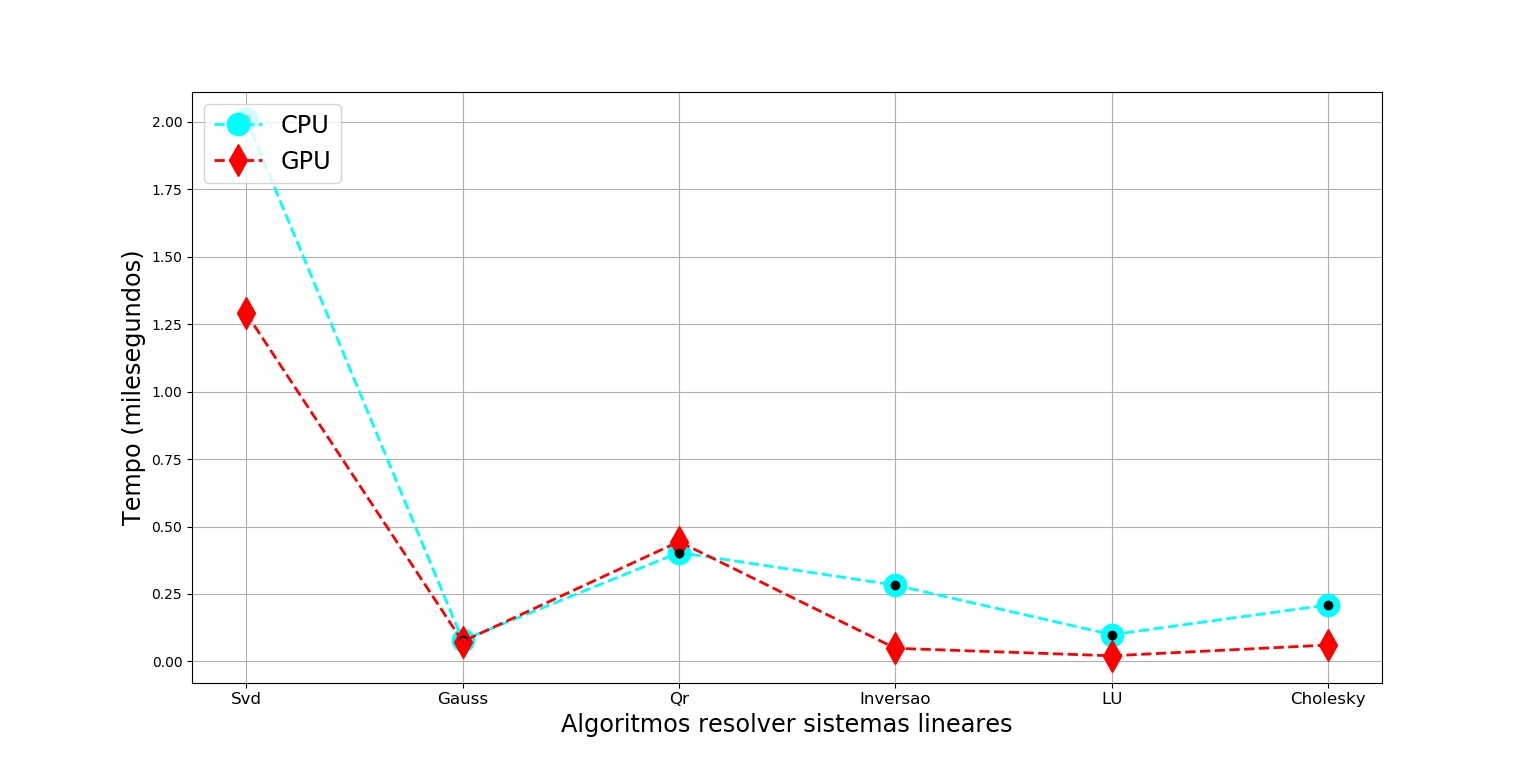 CPU
GPU
2.00
1.75
1.50
1.25
1.00
0.75
0.50
0.25
0.00
Tempo (milesegundos)
Svd Gauss Qr Inversao LU Cholesky
Algoritmos resolver sistemas lineares